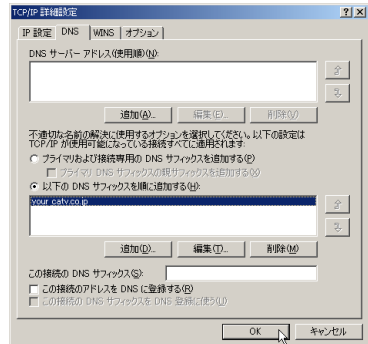 TCP/IP 詳細設定
IP 設定 DNS WINS オプション
DNS サーバー アドレス(使用順)(N):
追加(A)... 編集(E)... 削除(V)
不適切な名前の解決に使用するオプションを選択してください。以下の設定は
TCP/IP が使用可能になっている接続すべてに適用されます:
プライマリおよび接続専用の DNS サフィックスを追加する(P)
プライマリ DNS サフィックスの親サフィックスを追加する(X)
以下の DNS サフィックスを順に追加する(H):
your catv.co.jp
追加(D)... 編集(T)... 削除(M)
この接続の DNS サフィックス(S):
この接続のアドレスを DNS に登録する(R)
この接続の DNS サフィックスを DNS 登録に使う(U)
OK キャンセル